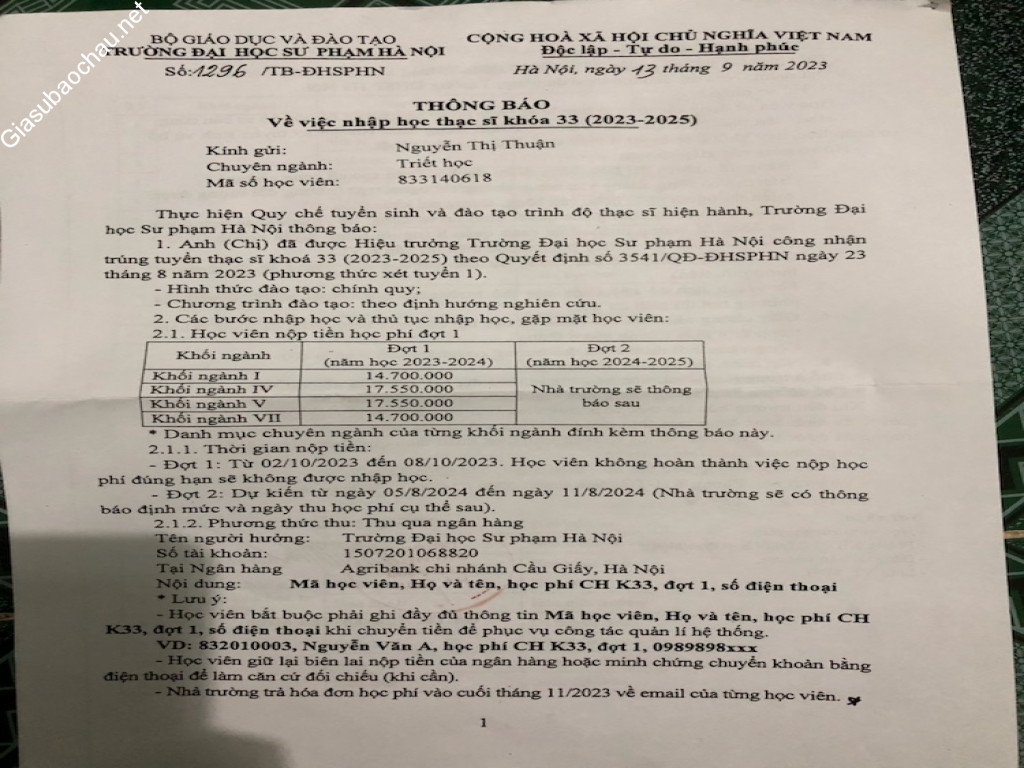 Giasubaochau.net
BỘ GIÁO DỤC VÀ ĐÀO TẠO
TRƯỜNG ĐẠI HỌC SƯ PHẠM HÀ NỘI
Số:1296 /TB-ĐHSPHN
CỘNG HOÀ XÃ HỘI CHỦ NGHĨA VIỆT NAM
Độc lập - Tự do - Hạnh phúc
Hà Nội, ngày 13 tháng 9 năm 2023
THÔNG BÁO
Về việc nhập học thạc sĩ khóa 33 (2023-2025)
Kính gửi: Nguyễn Thị Thuận
Chuyên ngành: Triết học
Mã số học viên: 833140618
Thực hiện Quy chế tuyển sinh và đào tạo trình độ thạc sĩ hiện hành, Trường Đại
học Sư phạm Hà Nội thông báo:
1. Anh (Chị) đã được Hiệu trưởng Trường Đại học Sư phạm Hà Nội công nhận
trúng tuyển thạc sĩ khoá 33 (2023-2025) theo Quyết định số 3541/QĐ-ĐHSPHN ngày 23
tháng 8 năm 2023 (phương thức xét tuyển 1).
- Hình thức đào tạo: chính quy;
- Chương trình đào tạo: theo định hướng nghiên cứu.
2. Các bước nhập học và thủ tục nhập học, gặp mặt học viên:
2.1. Học viên nộp tiền học phí đợt 1
Khối ngành Đợt 1 (năm học 2023-2024) Đợt 2 (năm học 2024-2025)
Khối ngành I 14.700.000
Khối ngành IV 17.550.000 Nhà trường sẽ thông
Khối ngành V 17.550.000 báo sau
Khối ngành VII 14.700.000
* Danh mục chuyên ngành của từng khối ngành đính kèm thông báo này.
2.1.1. Thời gian nộp tiền:
- Đợt 1: Từ 02/10/2023 đến 08/10/2023. Học viên không hoàn thành việc nộp học
phí đúng hạn sẽ không được nhập học.
- Đợt 2: Dự kiến từ ngày 05/8/2024 đến ngày 11/8/2024 (Nhà trường sẽ có thông
báo định mức và ngày thu học phí cụ thể sau).
2.1.2. Phương thức thu: Thu qua ngân hàng
Tên người hưởng: Trường Đại học Sư phạm Hà Nội
Số tài khoản: 1507201068820
Tại Ngân hàng Agribank chi nhánh Cầu Giấy, Hà Nội
Nội dung: Mã học viên, Họ và tên, học phí CH K33, đợt 1, số điện thoại
* Lưu ý:
- Học viên bắt buộc phải ghi đầy đủ thông tin Mã học viên, Họ và tên, học phí CH
K33, đợt 1, số điện thoại khi chuyển tiền để phục vụ công tác quản lí hệ thống.
VD: 832010003, Nguyễn Văn A, học phí CH K33, đợt 1, 0989898xxx
- Học viên giữ lại biên lai nộp tiền của ngân hàng hoặc minh chứng chuyển khoản bằng
điện thoại để làm căn cứ đối chiếu (khi cần).
- Nhà trường trả hóa đơn học phí vào cuối tháng 11/2023 về email của từng học viên.
1